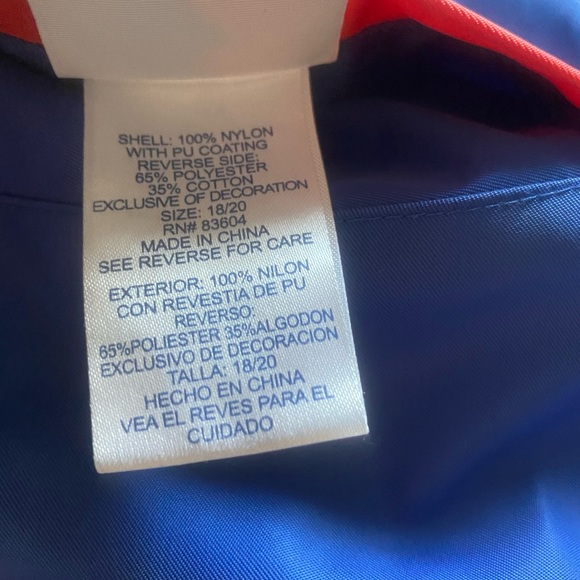 SHELL: 100% NYLON
WITH PU COATING
REVERSE SIDE:
65% POLYESTER
35% COTTON
EXCLUSIVE OF DECORATION
SIZE: 18/20
RN# 83604
MADE IN CHINA
SEE REVERSE FOR CARE
EXTERIOR: 100% NILON
CON REVESTIA DE PU
REVERSO:
65%POLIESTER 35%ALGODON
EXCLUSIVO DE DECORACION
TALLA: 18/20
HECHO EN CHINA
VEA EL REVES PARA EL
CUIDADO